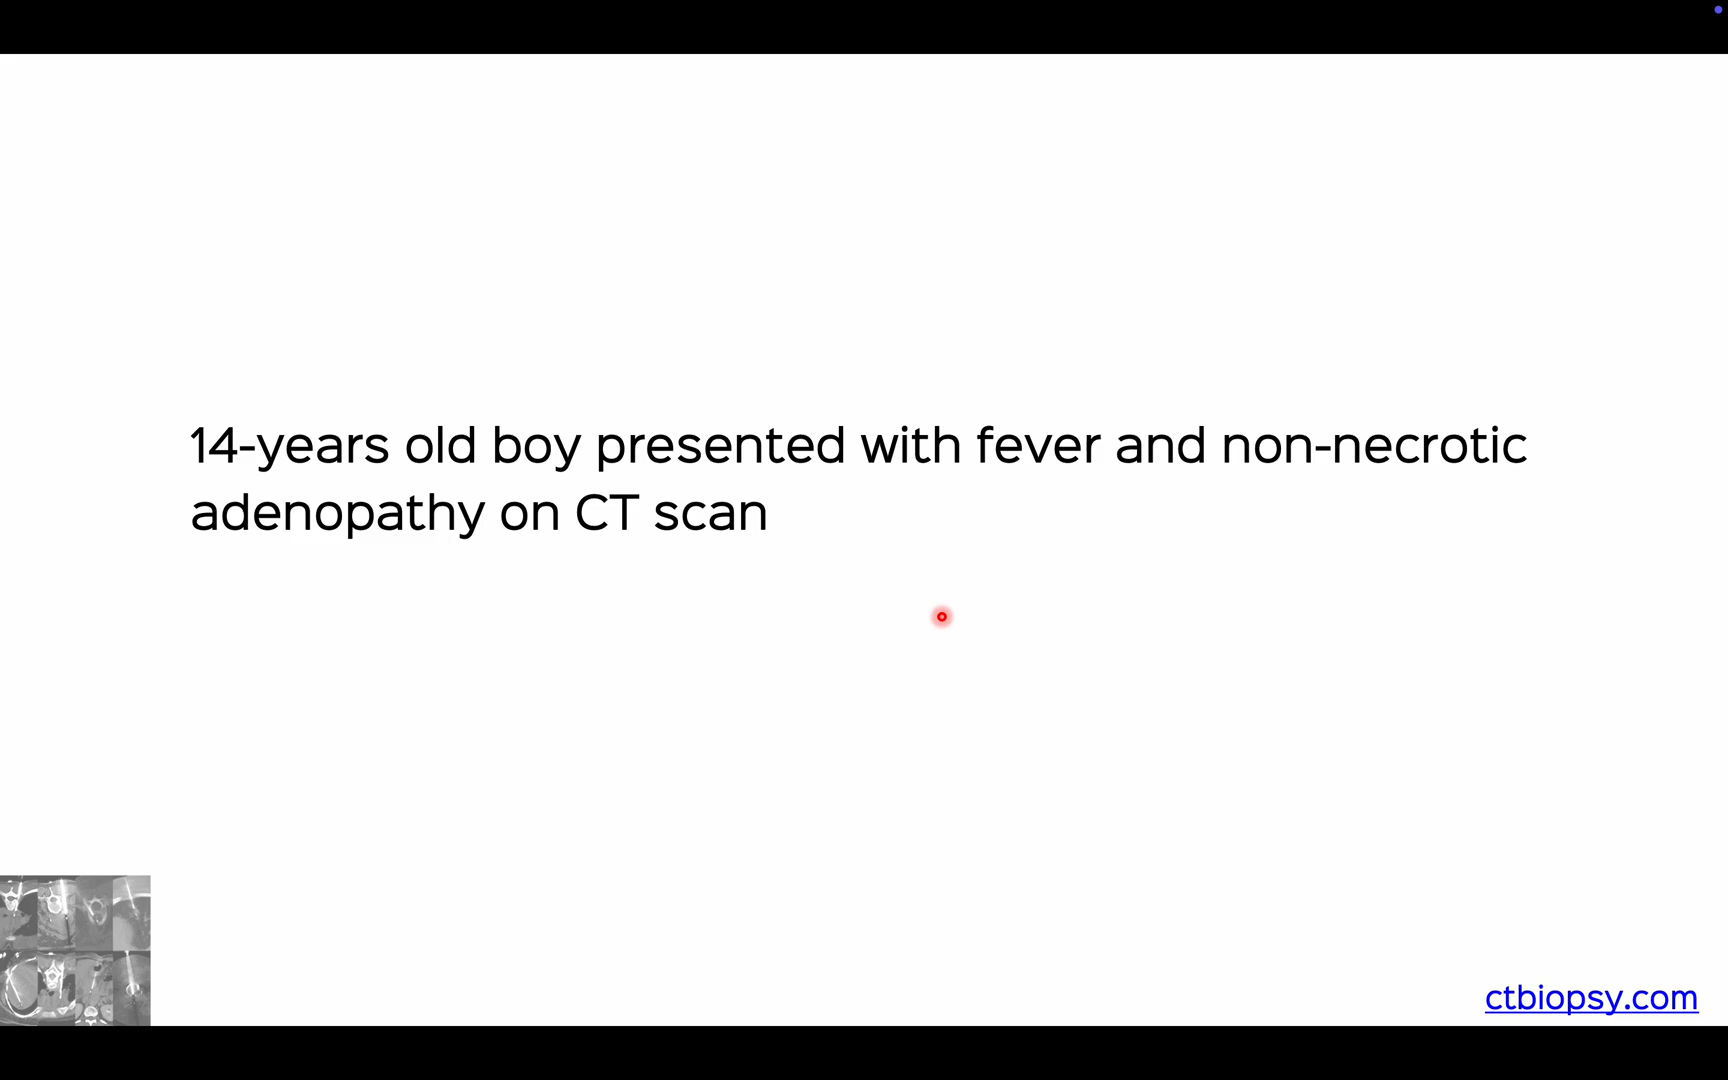 14-years old boy presented with fever and non-necrotic
adenopathy on CT scan
ctbiopsy.com